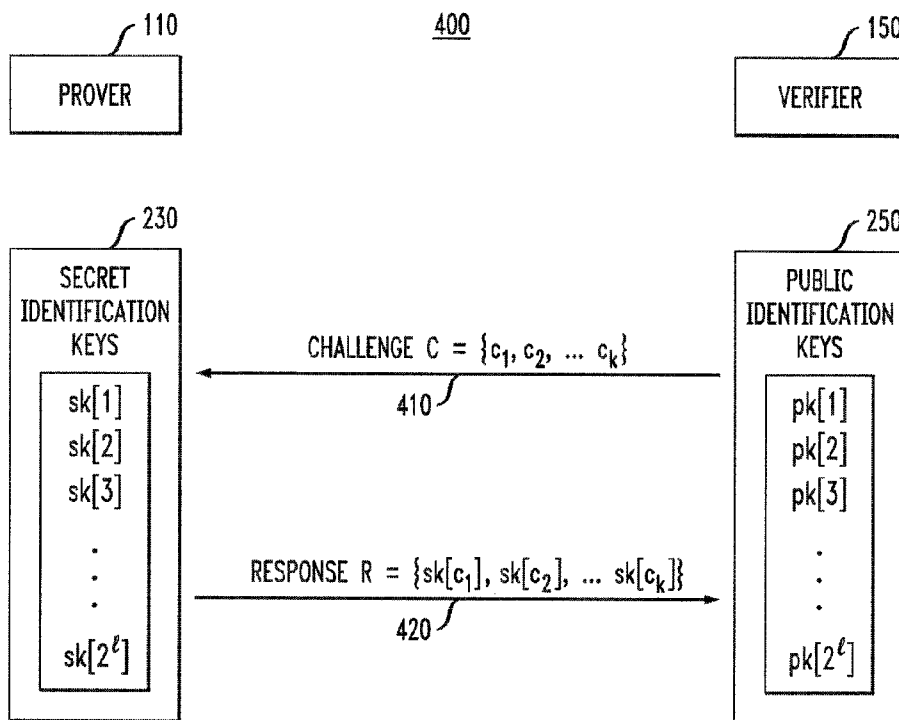 110
400
150
PROVER
VERIFIER
230
250
SECRET
IDENTIFICATION
KEYS
sk[1]
sk[2]
sk[3]
.
.
.
sk[2^ℓ]
CHALLENGE C = {c₁, c₂, ... cₖ}
410
RESPONSE R = {sk[c₁], sk[c₂], ... sk[cₖ]}
420
PUBLIC
IDENTIFICATION
KEYS
pk[1]
pk[2]
pk[3]
.
.
.
pk[2^ℓ]